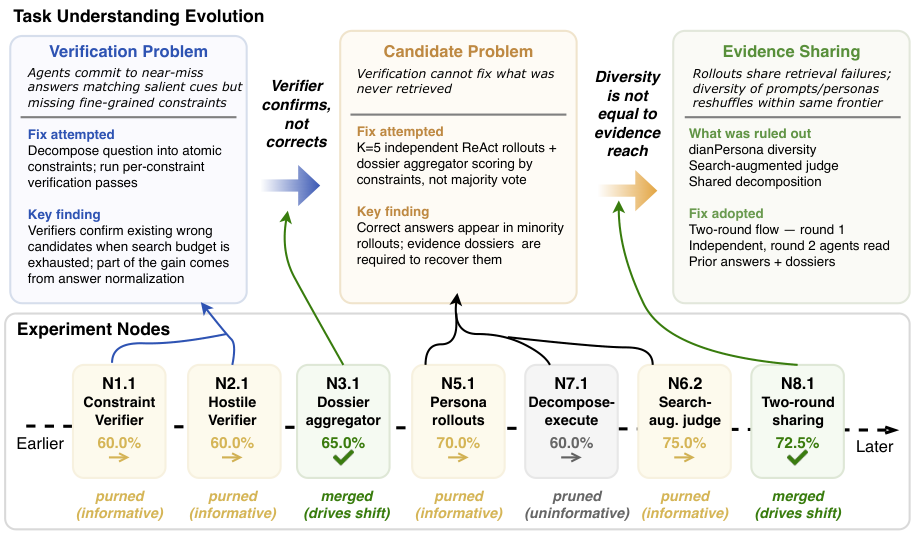 Task Understanding Evolution
Verification Problem
Agents commit to near-miss
answers matching salient cues but
missing fine-grained constraints
Fix attempted
Decompose question into atomic
constraints; run per-constraint
verification passes
Key finding
Verifiers confirm existing wrong
candidates when search budget is
exhausted; part of the gain comes
from answer normalization
Verifier
confirms,
not
corrects
Candidate Problem
Verification cannot fix what was
never retrieved
Fix attempted
K=5 independent ReAct rollouts +
dossier aggregator scoring by
constraints, not majority vote
Key finding
Correct answers appear in minority
rollouts; evidence dossiers are
required to recover them
Diversity
is not
equal to
evidence
reach
Evidence Sharing
Rollouts share retrieval failures;
diversity of prompts/personas
reshuffles within same frontier
What was ruled out
dianPersona diversity
Search-augmented judge
Shared decomposition
Fix adopted
Two-round flow — round 1
Independent, round 2 agents read
Prior answers + dossiers
Experiment Nodes
Earlier
N1.1
Constraint
Verifier
60.0%
purned
(informative)
N2.1
Hostile
Verifier
60.0%
purned
(informative)
N3.1
Dossier
aggregator
65.0%
merged
(drives shift)
N5.1
Persona
rollouts
70.0%
purned
(informative)
N7.1
Decompose-
execute
60.0%
pruned
(uninformative)
N6.2
Search-
aug. judge
75.0%
purned
(informative)
N8.1
Two-round
sharing
72.5%
merged
(drives shift)
Later